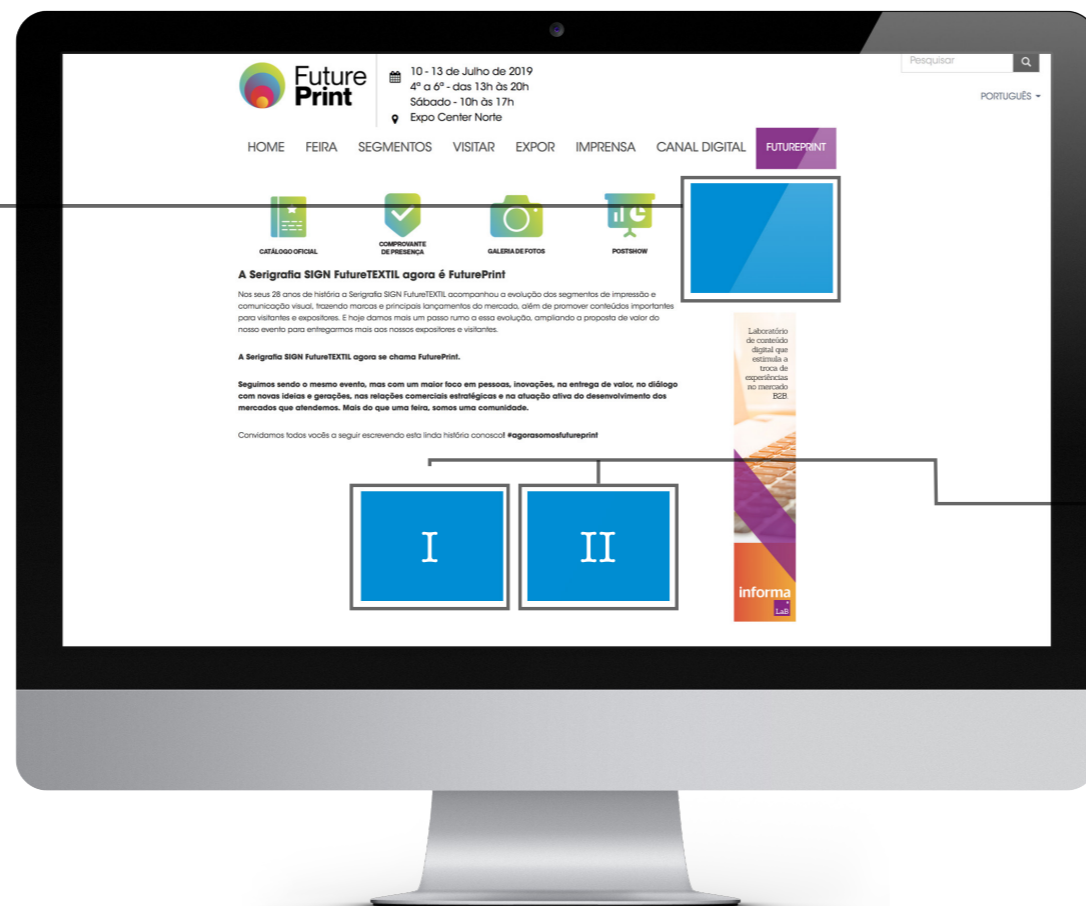 Future
Print
10 - 13 de Julho de 2019
4ª a 6ª - das 13h às 20h
Sábado - 10h às 17h
Expo Center Norte
Pesquisar
PORTUGUÊS
HOME FEIRA SEGMENTOS VISITAR EXPOR IMPRENSA CANAL DIGITAL FUTUREPRINT
CATÁLOGO OFICIAL
COMPROVANTE
DE PRESENÇA
GALERIA DE FOTOS
POSTSHOW
A Serigrafia SIGN FutureTEXTIL agora é FuturePrint
Nos seus 28 anos de história a Serigrafia SIGN FutureTEXTIL acompanhou a evolução dos segmentos de impressão e
comunicação visual, trazendo marcas e principais lançamentos do mercado, além de promover conteúdos importantes
para visitantes e expositores. E hoje damos mais um passo rumo a essa evolução, ampliando a proposta de valor do
nosso evento para entregarmos mais aos nossos expositores e visitantes.
A Serigrafia SIGN FutureTEXTIL agora se chama FuturePrint.
Seguimos sendo o mesmo evento, mas com um maior foco em pessoas, inovações, na entrega de valor, no diálogo
com novas ideias e gerações, nas relações comerciais estratégicas e na atuação ativa do desenvolvimento dos
mercados que atendemos. Mais do que uma feira, somos uma comunidade.
Convidamos todos vocês a seguir escrevendo esta linda história conosco! #agorasomosfutureprint
Laboratório
de conteúdo
digital que
estimula a
troca de
experiências
no mercado
B2B.
I
II
informa
LaB